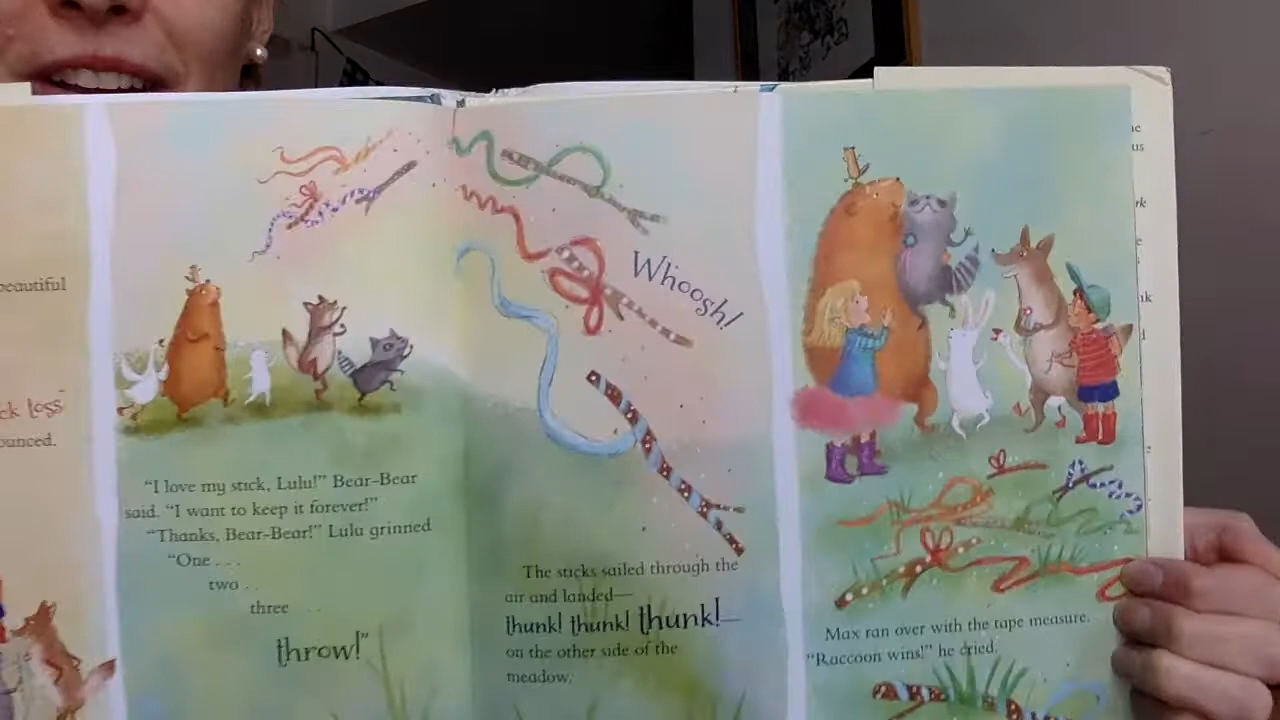 beautiful
ck toss
ounced.
"I love my stick, Lulu!" Bear-Bear
said. "I want to keep it forever!"
"Thanks, Bear-Bear!" Lulu grinned
"One . . .
two . .
three . .
throw!"
Whoosh!
The sticks sailed through the
air and landed—
thunk! thunk! thunk!—
on the other side of the
meadow.
Max ran over with the tape measure.
"Raccoon wins!" he cried.